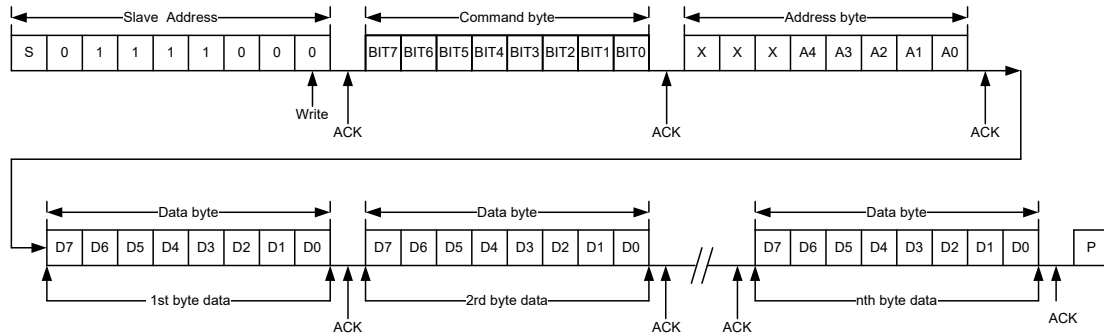 Slave Address Command byte Address byte
S 0 1 1 1 1 0 0 0 BIT7 BIT6 BIT5 BIT4 BIT3 BIT2 BIT1 BIT0 X X X A4 A3 A2 A1 A0
Write
ACK ACK ACK
Data byte Data byte Data byte
D7 D6 D5 D4 D3 D2 D1 D0 D7 D6 D5 D4 D3 D2 D1 D0 D7 D6 D5 D4 D3 D2 D1 D0 P
1st byte data 2rd byte data nth byte data
ACK ACK ACK ACK